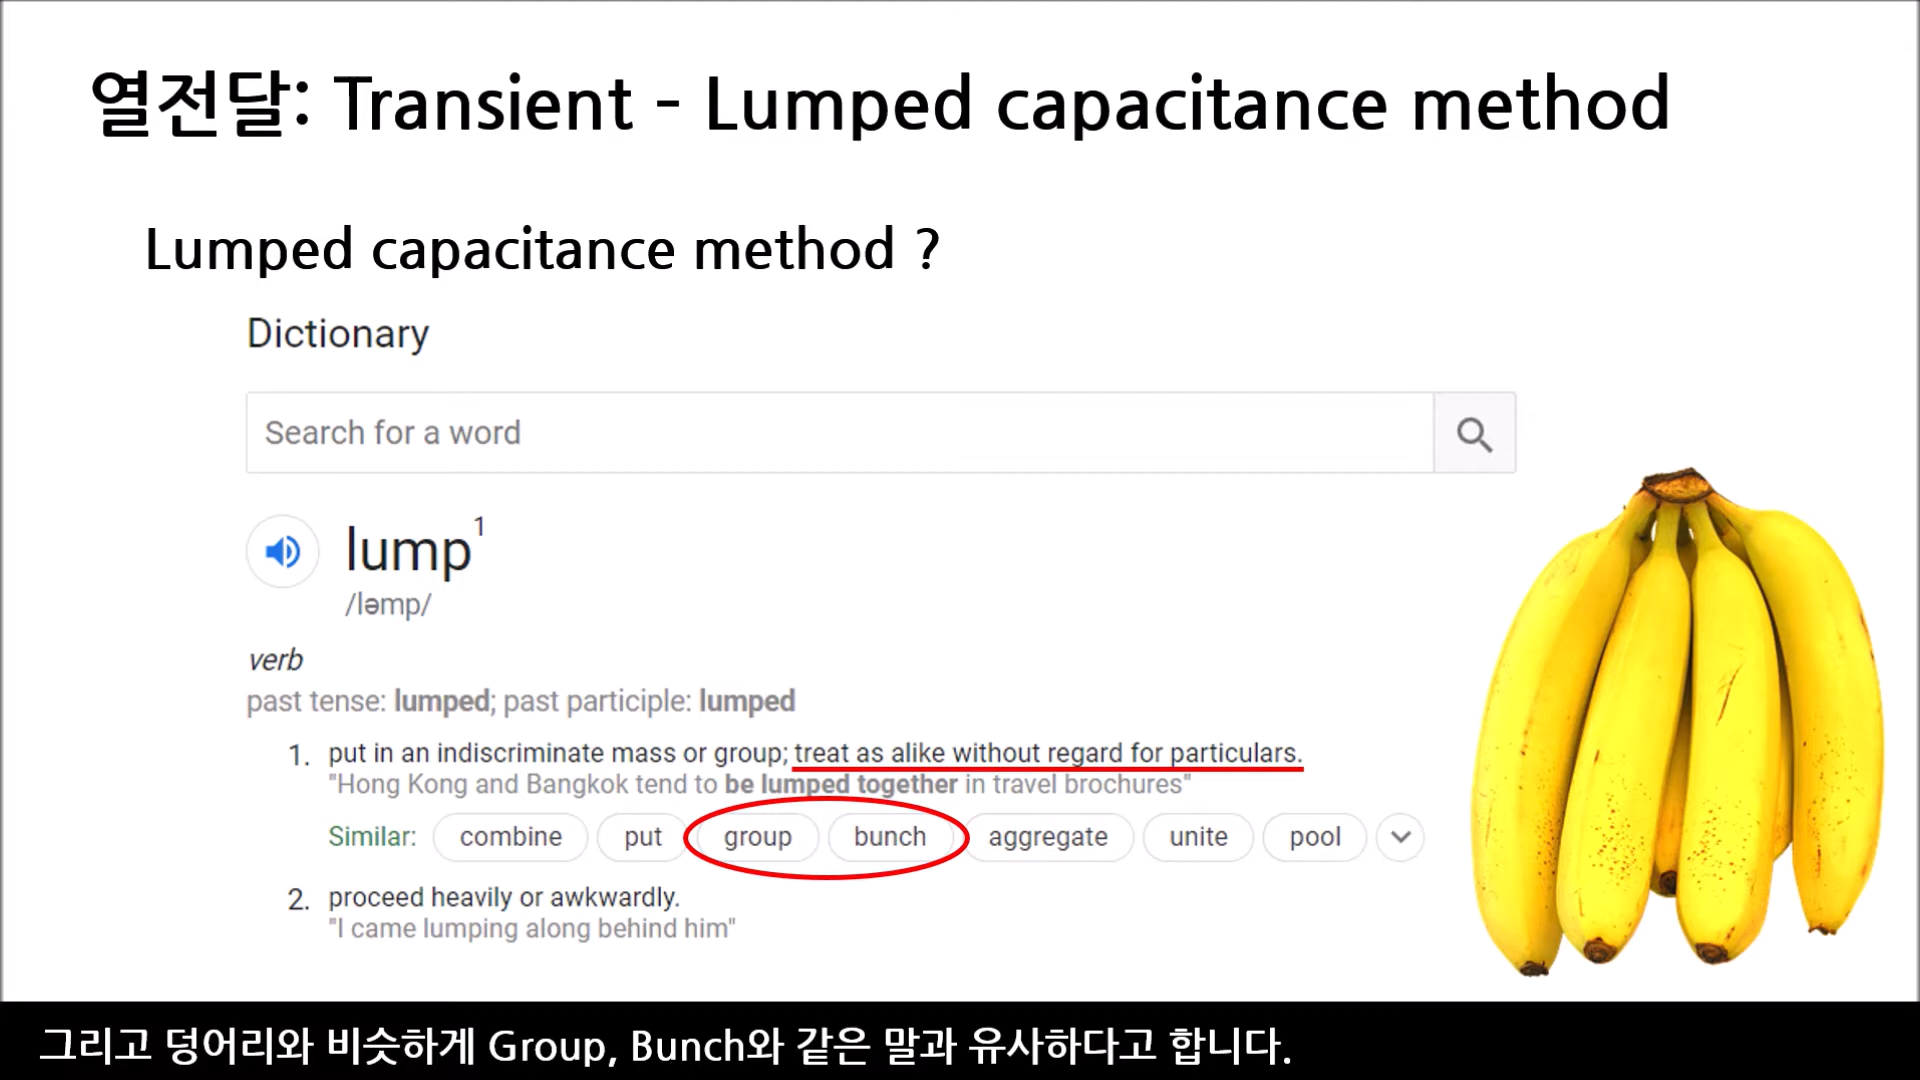 열전달: Transient - Lumped capacitance method
Lumped capacitance method ?
Dictionary
Search for a word
lump¹
/ləmp/
verb
past tense: lumped; past participle: lumped
1. put in an indiscriminate mass or group; treat as alike without regard for particulars.
"Hong Kong and Bangkok tend to be lumped together in travel brochures"
Similar: combine put group bunch aggregate unite pool
2. proceed heavily or awkwardly.
"I came lumping along behind him"
그리고 덩어리와 비슷하게 Group, Bunch와 같은 말과 유사하다고 합니다.